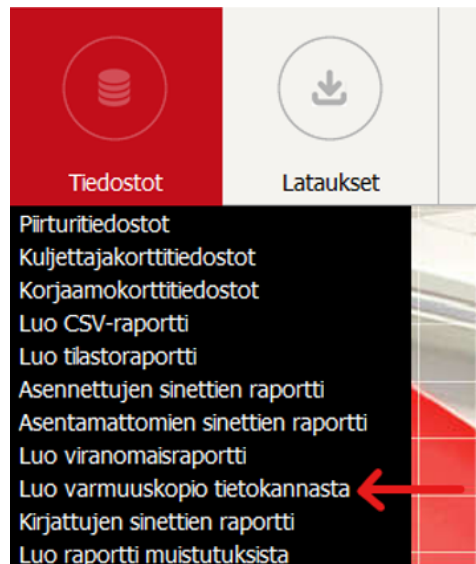 Tiedostot
Lataukset
Piirturitiedostot
Kuljettajakorttitiedostot
Korjaamokorttitiedostot
Luo CSV-raportti
Luo tilastoraportti
Asennettujen sinettien raportti
Asentamattomien sinettien raportti
Luo viranomaisraportti
Luo varmuuskopio tietokannasta
Kirjattujen sinettien raportti
Luo raportti muistutuksista